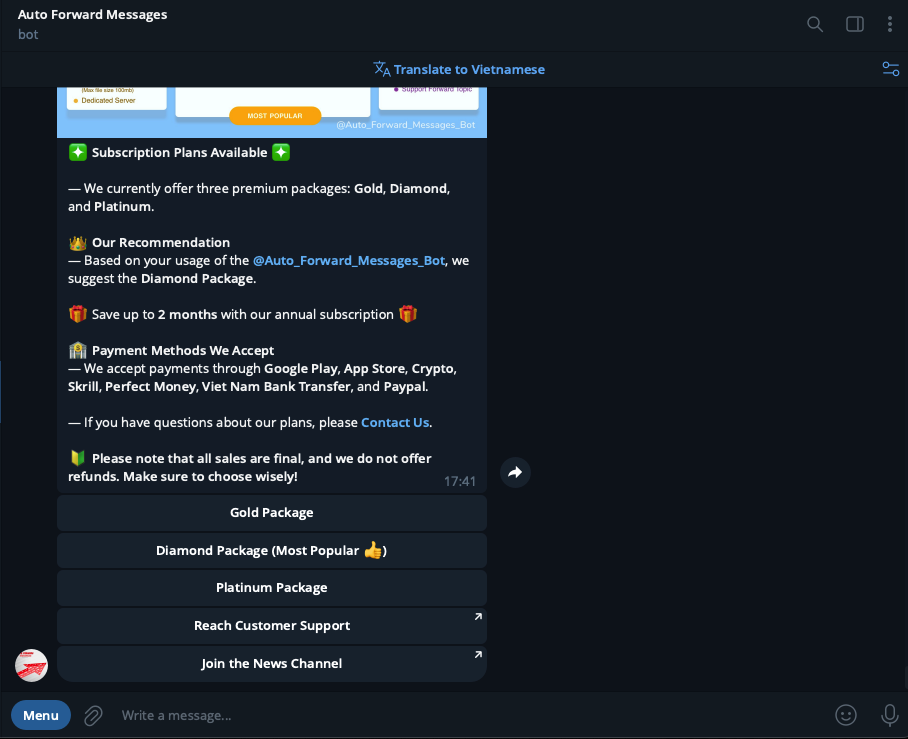 Auto Forward Messages
bot
Translate to Vietnamese
(Max file size 100mb)
Dedicated Server
Support Forward Topic
MOST POPULAR
@Auto_Forward_Messages_Bot
Subscription Plans Available
— We currently offer three premium packages: Gold, Diamond,
and Platinum.
Our Recommendation
— Based on your usage of the @Auto_Forward_Messages_Bot, we
suggest the Diamond Package.
Save up to 2 months with our annual subscription
Payment Methods We Accept
— We accept payments through Google Play, App Store, Crypto,
Skrill, Perfect Money, Viet Nam Bank Transfer, and Paypal.
— If you have questions about our plans, please Contact Us.
Please note that all sales are final, and we do not offer
refunds. Make sure to choose wisely!
17:41
Gold Package
Diamond Package (Most Popular 👍)
Platinum Package
Reach Customer Support
Join the News Channel
Menu
Write a message...